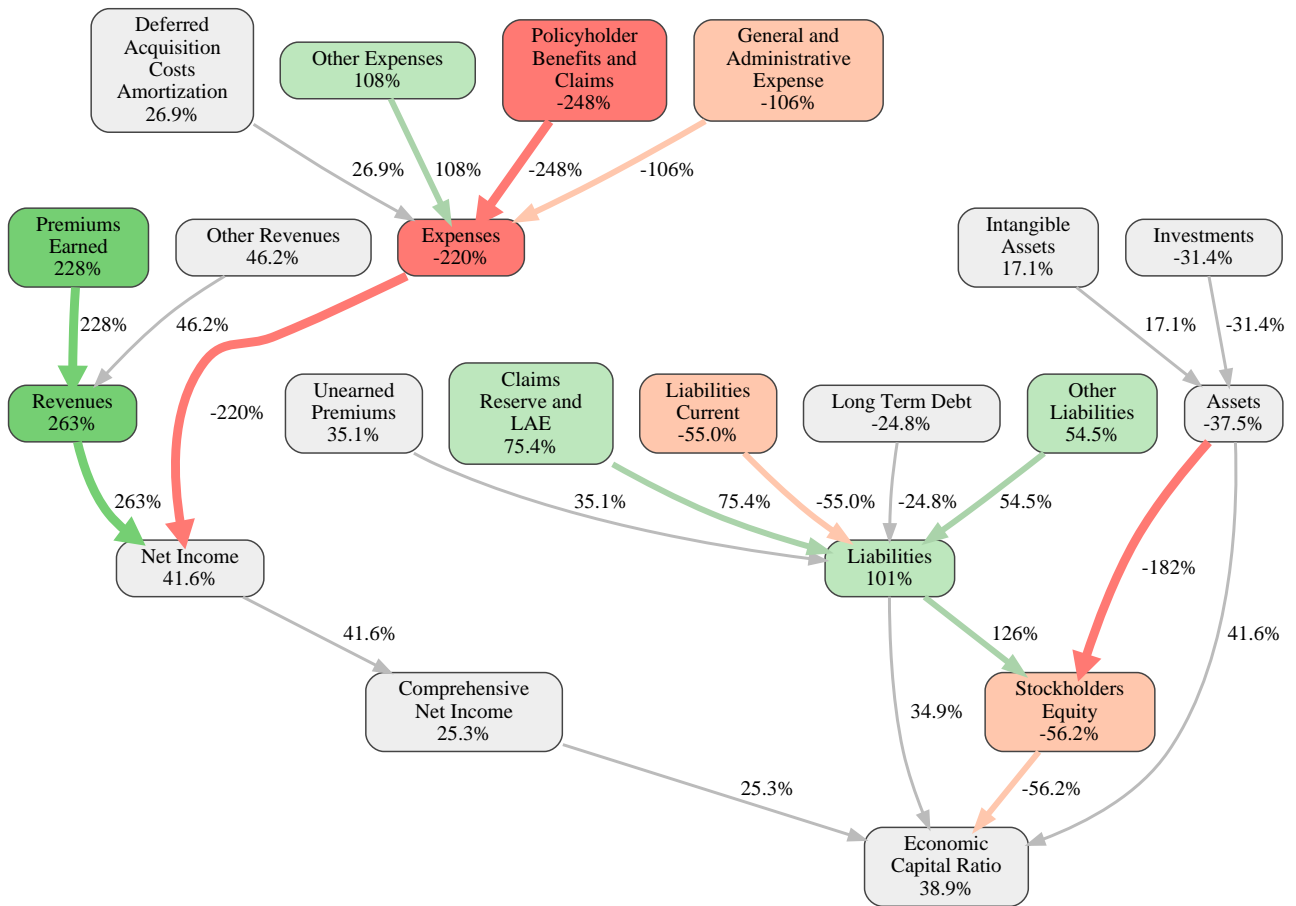 Deferred
Acquisition
Costs
Amortization
26.9%
Other Expenses
108%
Policyholder
Benefits and
Claims
-248%
General and
Administrative
Expense
-106%
26.9%
108%
-248%
-106%
Premiums
Earned
228%
Other Revenues
46.2%
Expenses
-220%
Intangible
Assets
17.1%
Investments
-31.4%
228%
46.2%
17.1%
-31.4%
Revenues
263%
-220%
Unearned
Premiums
35.1%
Claims
Reserve and
LAE
75.4%
Liabilities
Current
-55.0%
Long Term Debt
-24.8%
Other
Liabilities
54.5%
Assets
-37.5%
263%
35.1%
75.4%
-55.0%
-24.8%
54.5%
Net Income
41.6%
Liabilities
101%
-182%
41.6%
126%
41.6%
Comprehensive
Net Income
25.3%
34.9%
Stockholders
Equity
-56.2%
25.3%
-56.2%
Economic
Capital Ratio
38.9%